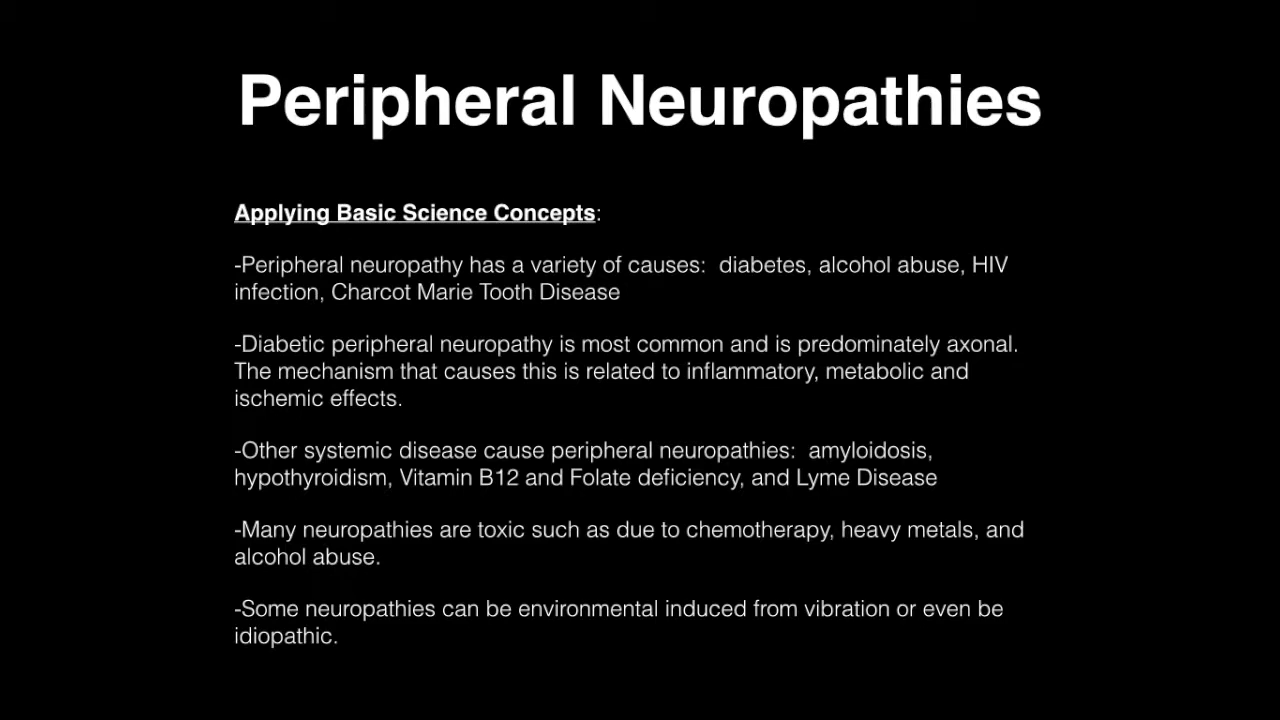 Peripheral Neuropathies
Applying Basic Science Concepts:
-Peripheral neuropathy has a variety of causes:  diabetes, alcohol abuse, HIV
infection, Charcot Marie Tooth Disease
-Diabetic peripheral neuropathy is most common and is predominately axonal.
The mechanism that causes this is related to inflammatory, metabolic and
ischemic effects.
-Other systemic disease cause peripheral neuropathies:  amyloidosis,
hypothyroidism, Vitamin B12 and Folate deficiency, and Lyme Disease
-Many neuropathies are toxic such as due to chemotherapy, heavy metals, and
alcohol abuse.
-Some neuropathies can be environmental induced from vibration or even be
idiopathic.